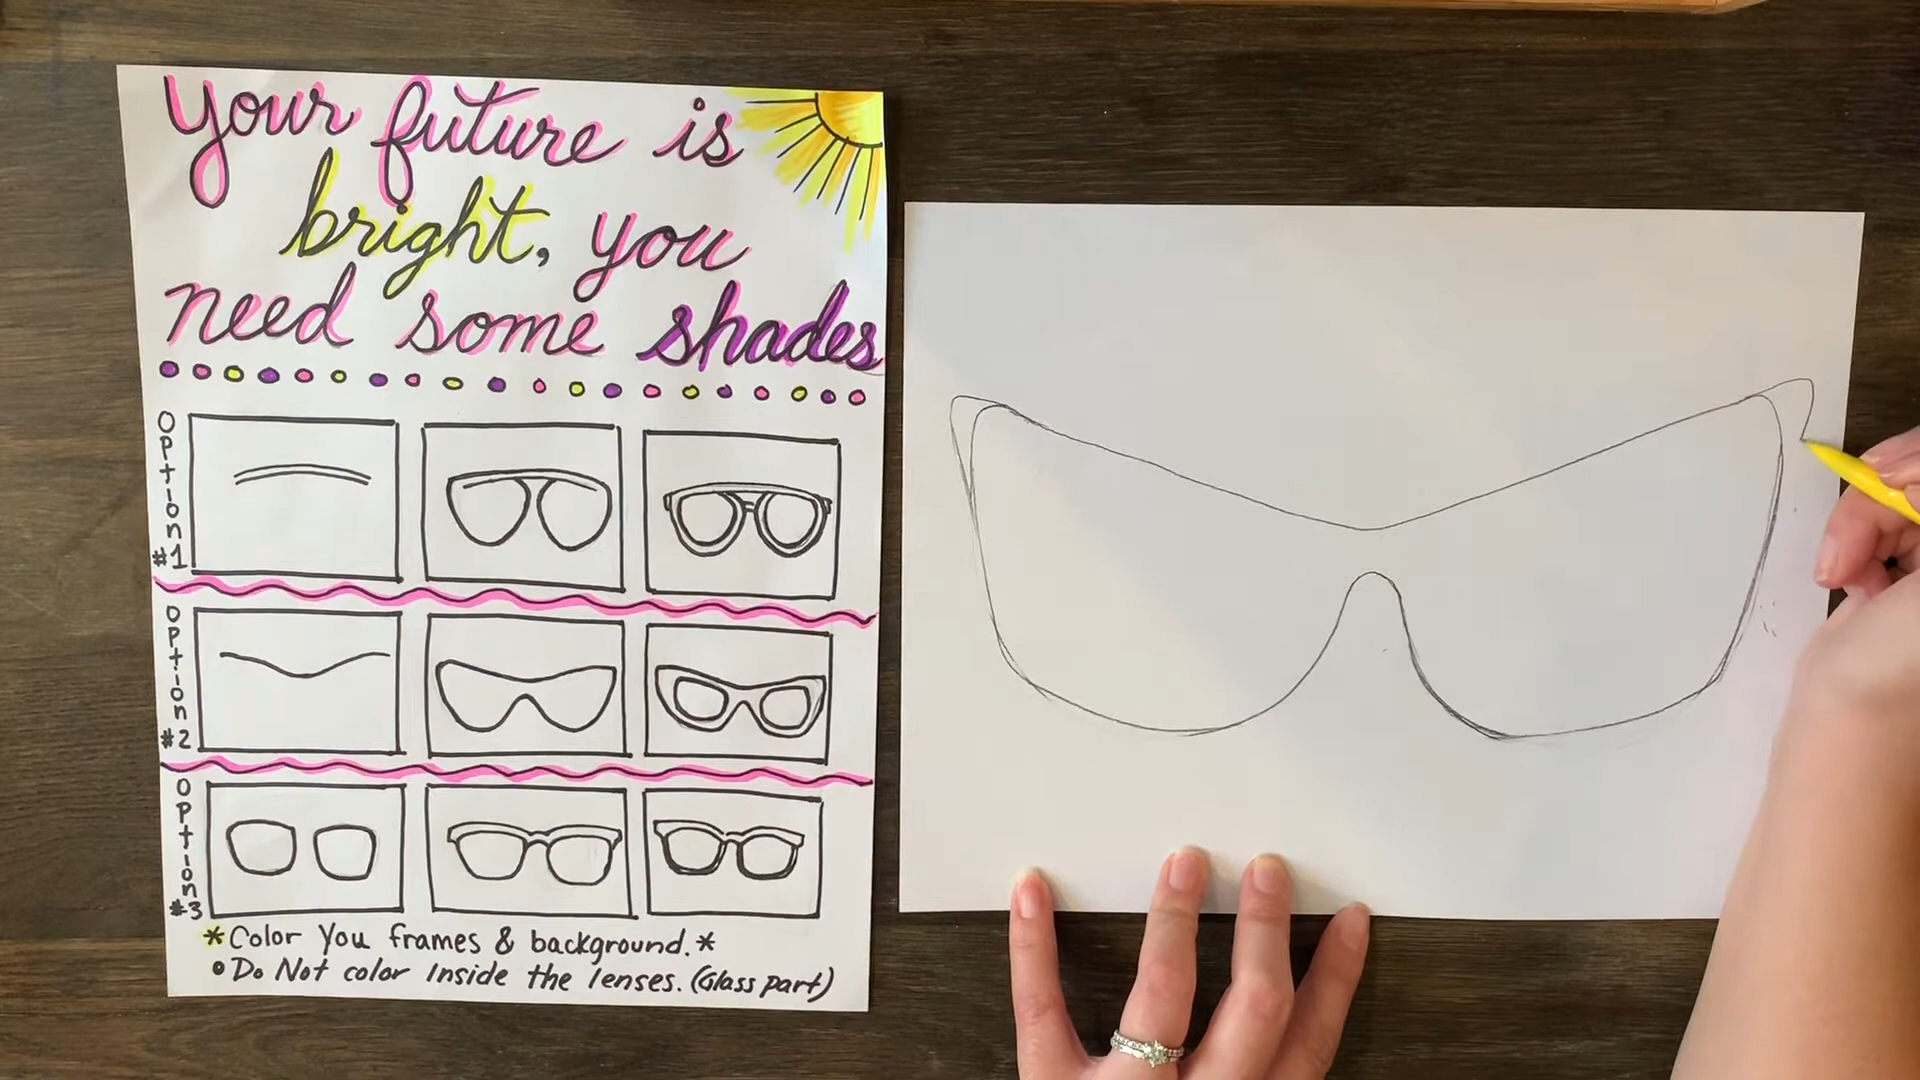 Your future is
bright, you
need some shades
Option #1
Option #2
Option #3
*Color You frames & background.*
•Do Not color Inside the lenses. (Glass part)